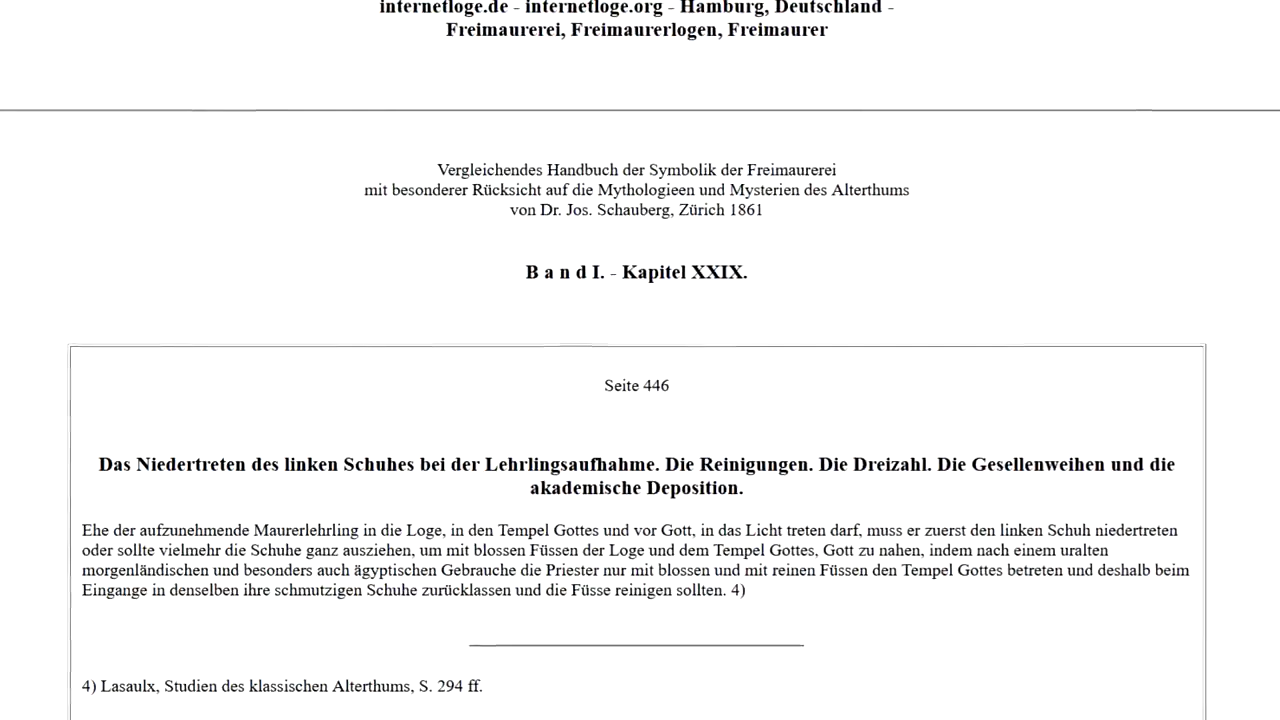 internetloge.de - internetloge.org - Hamburg, Deutschland -
Freimaurerei, Freimaurerlogen, Freimaurer
Vergleichendes Handbuch der Symbolik der Freimaurerei
mit besonderer Rücksicht auf die Mythologieen und Mysterien des Alterthums
von Dr. Jos. Schauberg, Zürich 1861
B a n d I. - Kapitel XXIX.
Seite 446
Das Niedertreten des linken Schuhes bei der Lehrlingsaufhahme. Die Reinigungen. Die Dreizahl. Die Gesellenweihen und die
akademische Deposition.
Ehe der aufzunehmende Maurerlehrling in die Loge, in den Tempel Gottes und vor Gott, in das Licht treten darf, muss er zuerst den linken Schuh niedertreten
oder sollte vielmehr die Schuhe ganz ausziehen, um mit blossen Füssen der Loge und dem Tempel Gottes, Gott zu nahen, indem nach einem uralten
morgenländischen und besonders auch ägyptischen Gebrauche die Priester nur mit blossen und mit reinen Füssen den Tempel Gottes betreten und deshalb beim
Eingange in denselben ihre schmutzigen Schuhe zurücklassen und die Füsse reinigen sollten. 4)
4) Lasaulx, Studien des klassischen Alterthums, S. 294 ff.